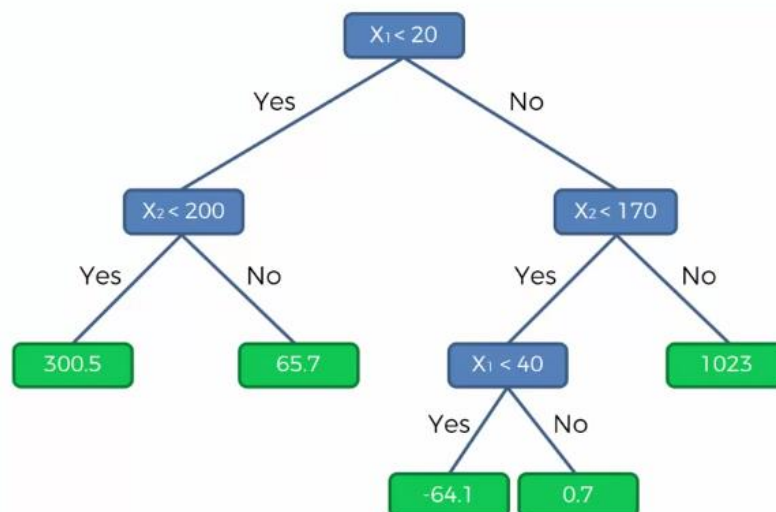 X₁ < 20
Yes
No
X₂ < 200
X₂ < 170
Yes
No
Yes
No
300.5
65.7
X₁ < 40
1023
Yes
No
-64.1
0.7